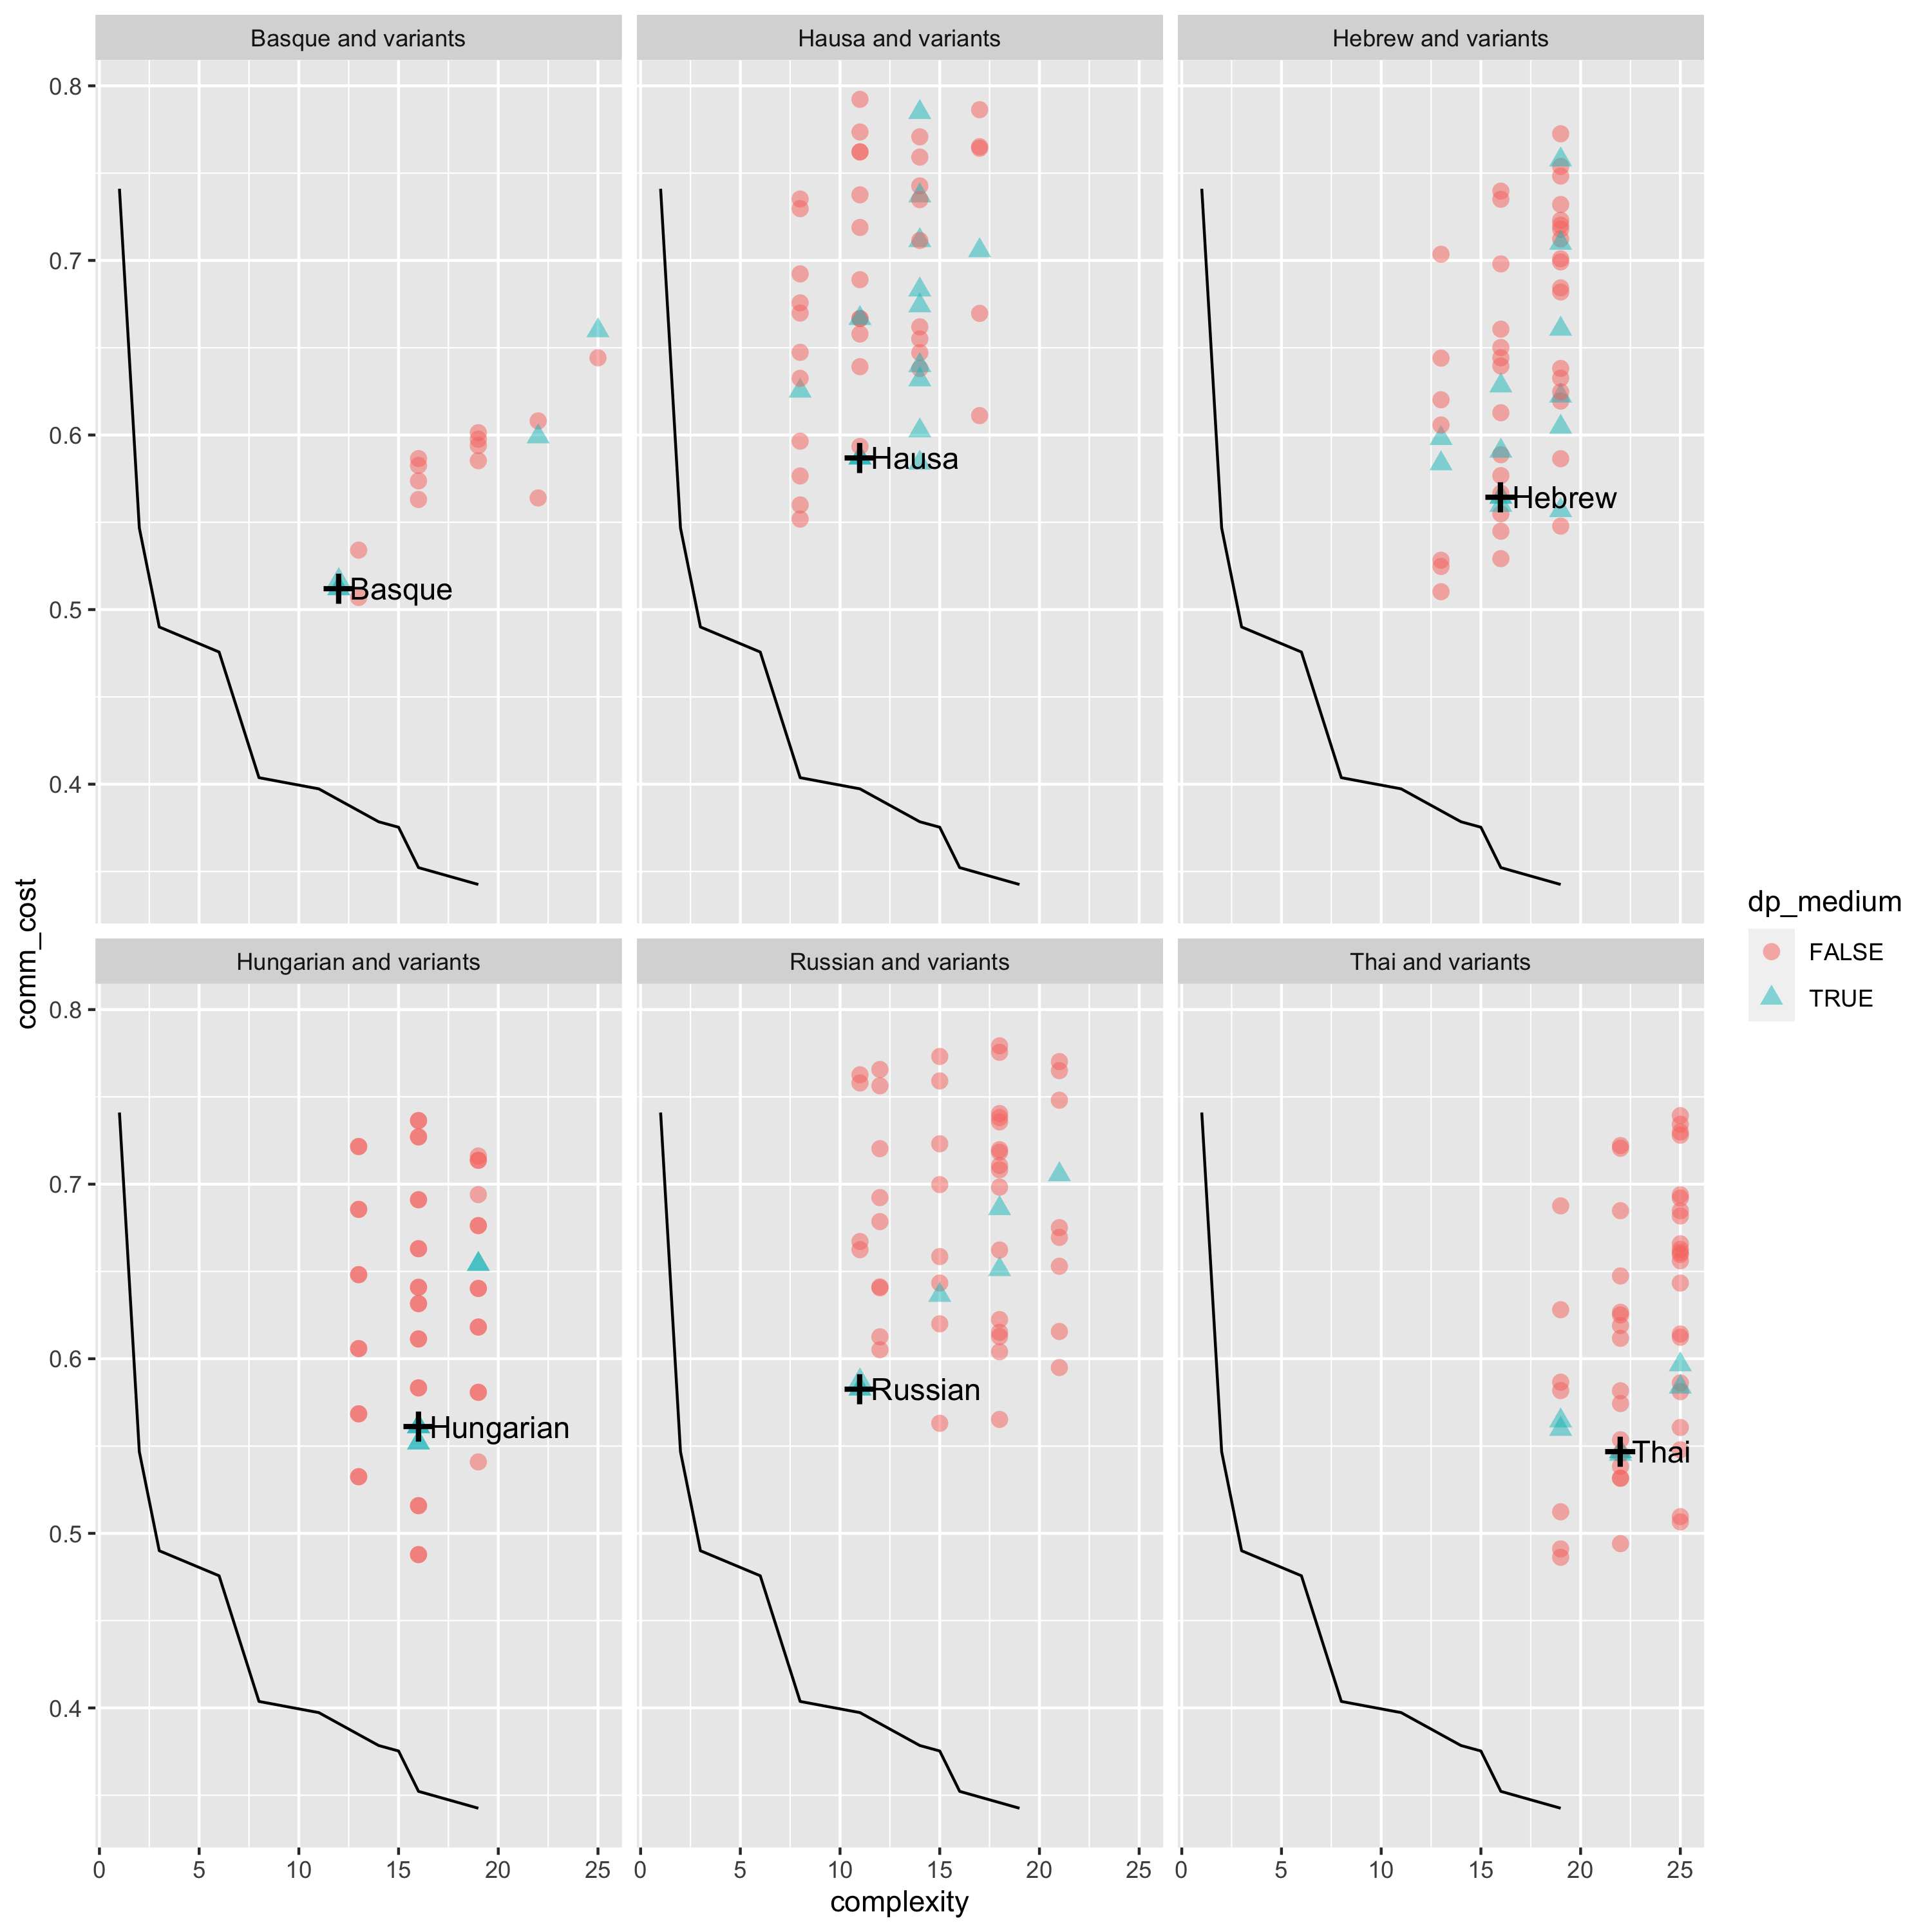 Basque and variants
Hausa and variants
Hebrew and variants
0.8
0.7
0.6
0.5
0.4
Basque
Hausa
Hebrew
comm_cost
Hungarian and variants
Russian and variants
Thai and variants
0.8
0.7
0.6
0.5
0.4
Hungarian
Russian
Thai
0 5 10 15 20 25
0 5 10 15 20 25
0 5 10 15 20 25
complexity
dp_medium
FALSE
TRUE